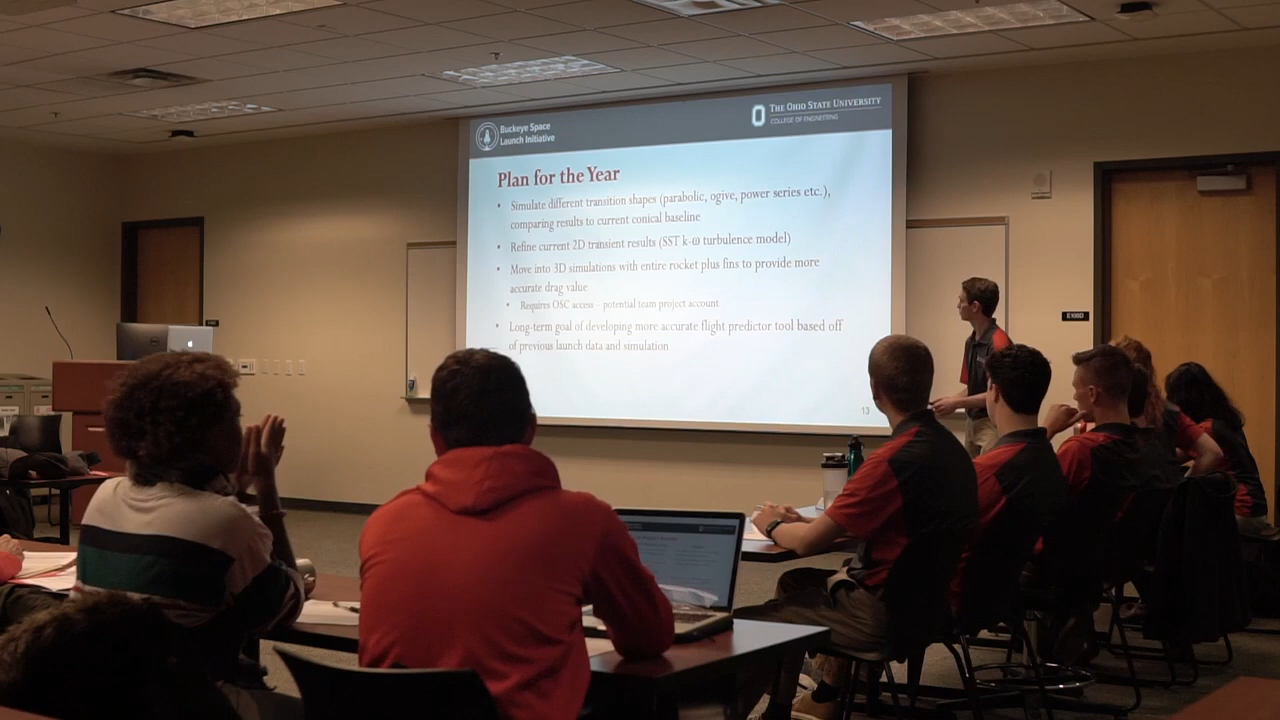 Buckeye Space
Launch Initiative
THE OHIO STATE UNIVERSITY
COLLEGE OF ENGINEERING
Plan for the Year
• Simulate different transition shapes (parabolic, ogive, power series etc.),
comparing results to current conical baseline
• Refine current 2D transient results (SST k-ω turbulence model)
• Move into 3D simulations with entire rocket plus fins to provide more
accurate drag value
• Requires OSC access – potential team project account
• Long-term goal of developing more accurate flight predictor tool based off
of previous launch data and simulation
13